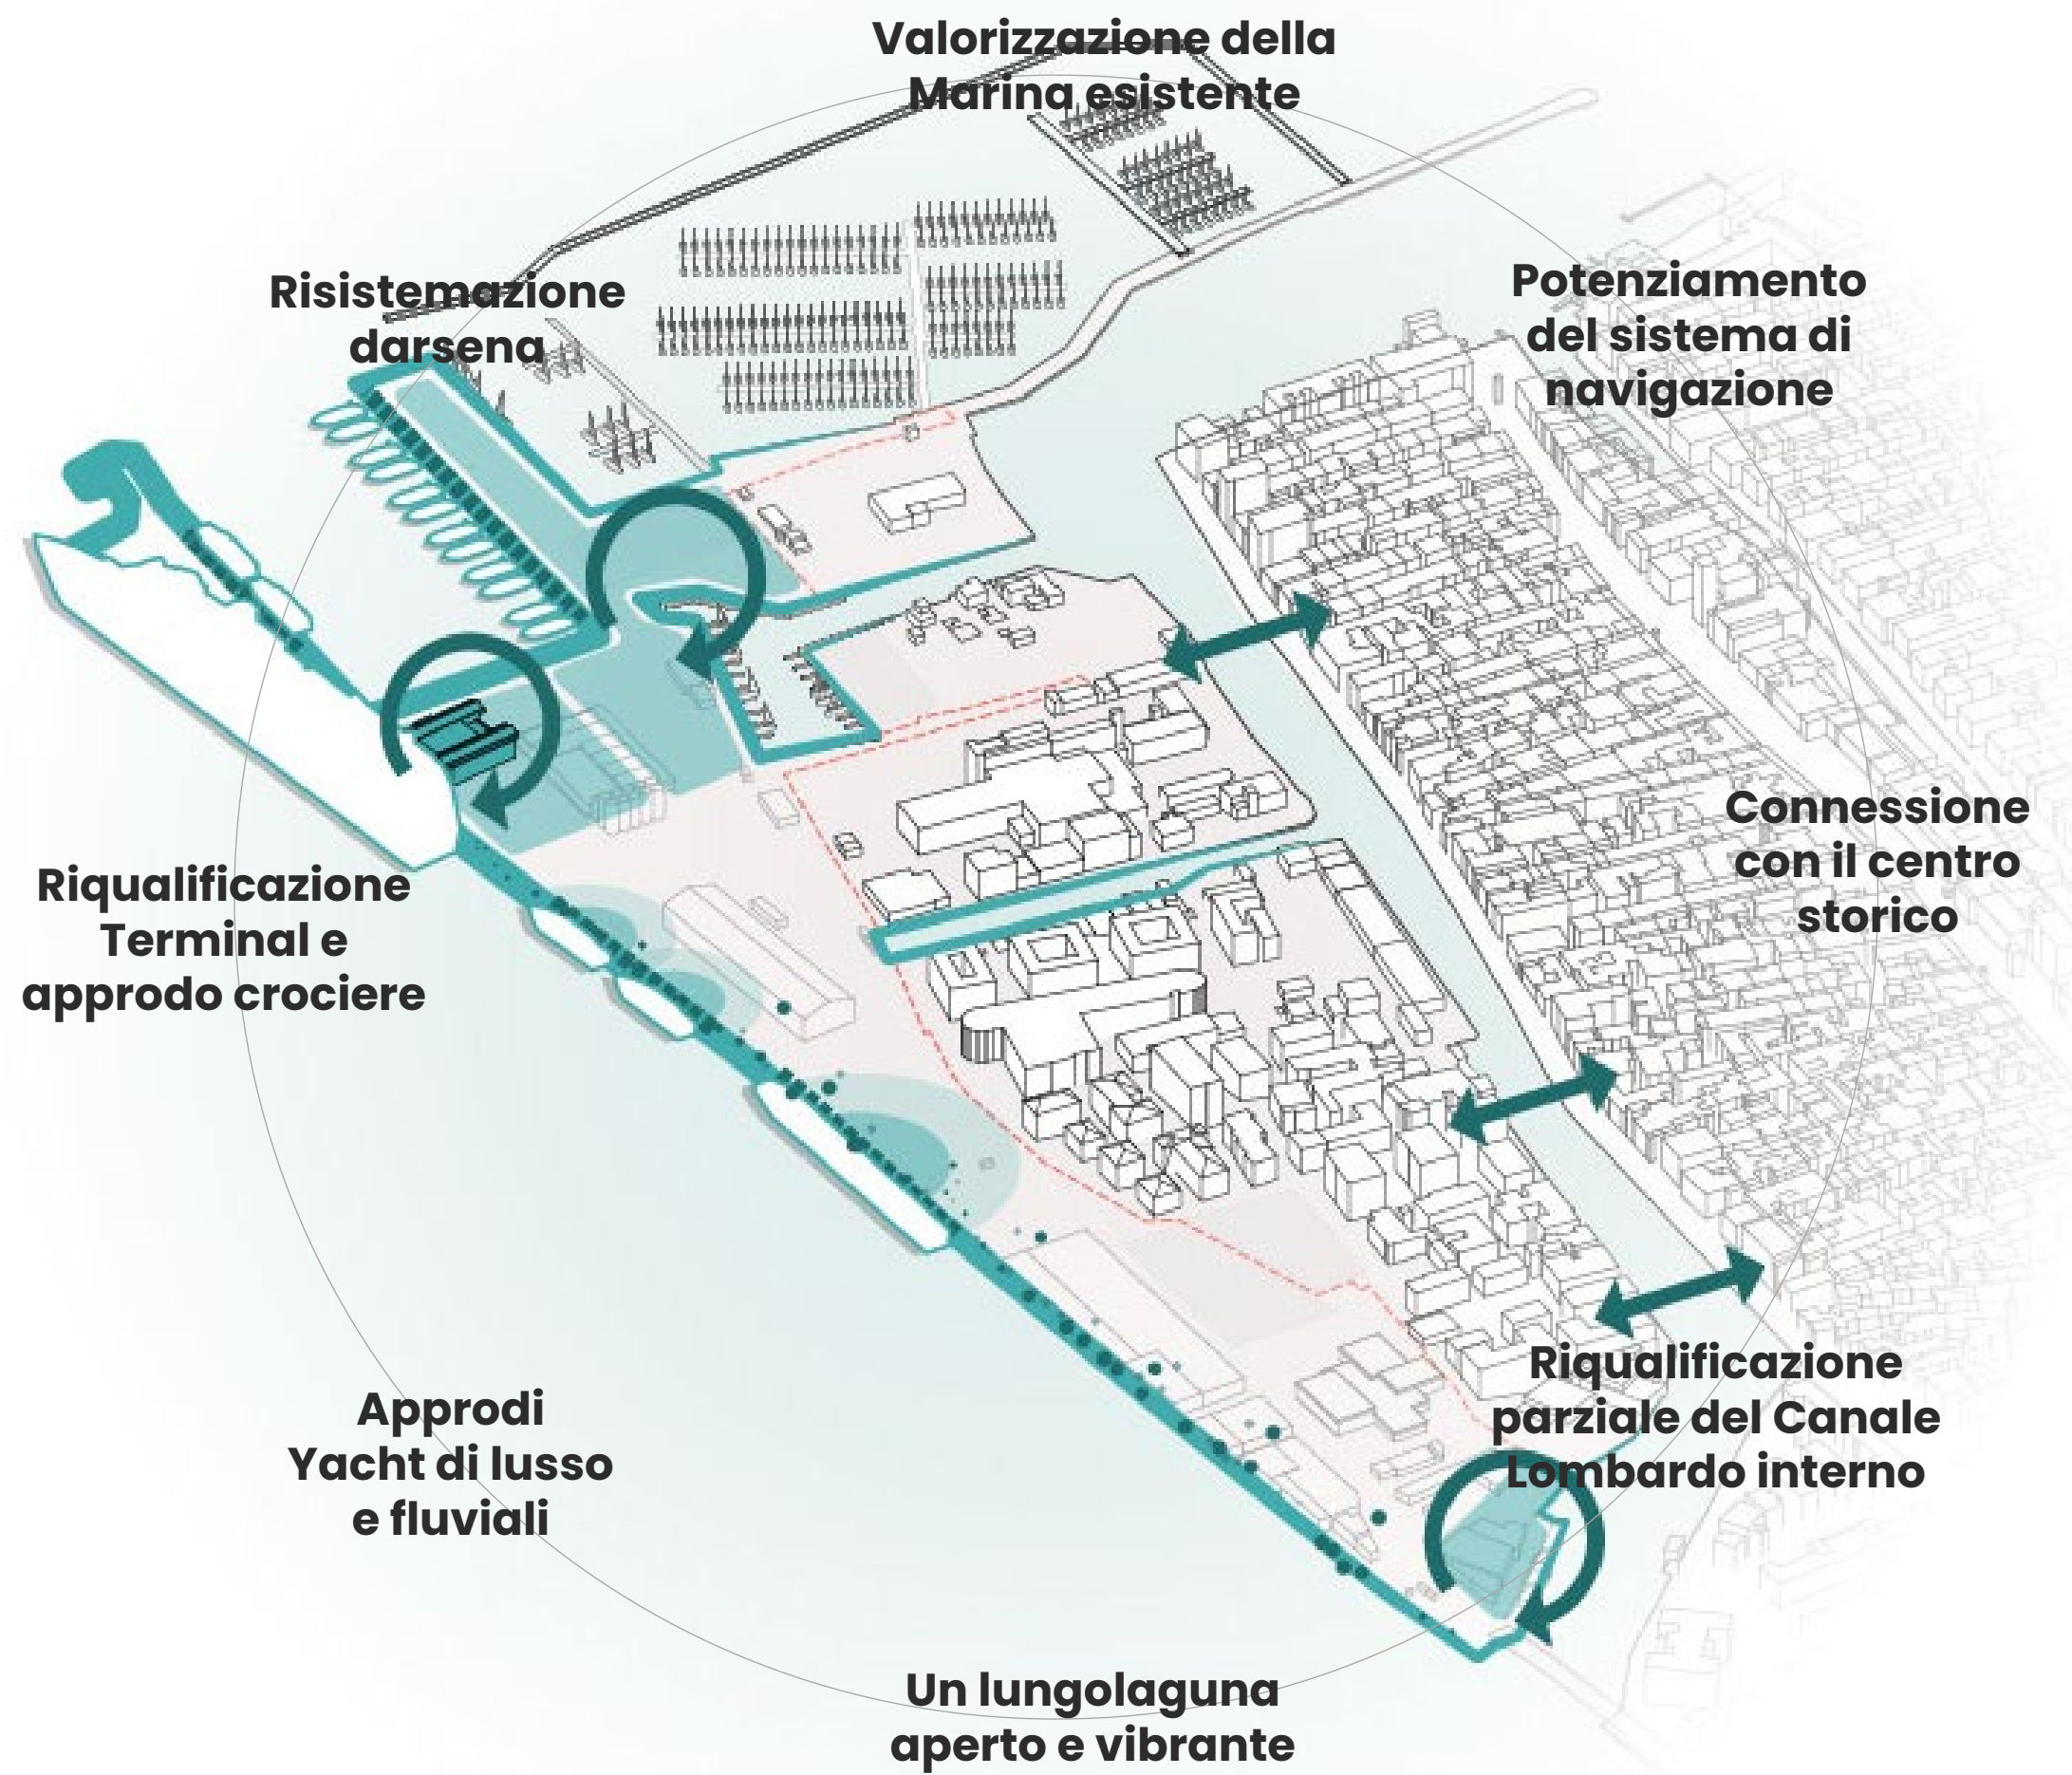 Valorizzazione della
Marina esistente
Risistemazione
darsena
Potenziamento
del sistema di
navigazione
Connessione
con il centro
storico
Riqualificazione
Terminal e
approdo crociere
Riqualificazione
parziale del Canale
Lombardo interno
Approdi
Yacht di lusso
e fluviali
Un lungolaguna
aperto e vibrante